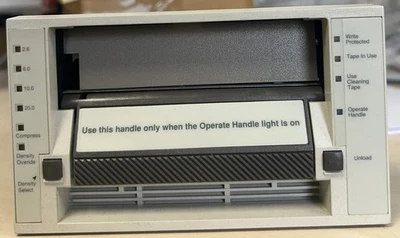 2.6
6.0
10.0
20.0
Compress
Density
Override
Density
Select
Use this handle only when the Operate Handle light is on
Write
Protected
Tape In Use
Use
Cleaning
Tape
Operate
Handle
Unload